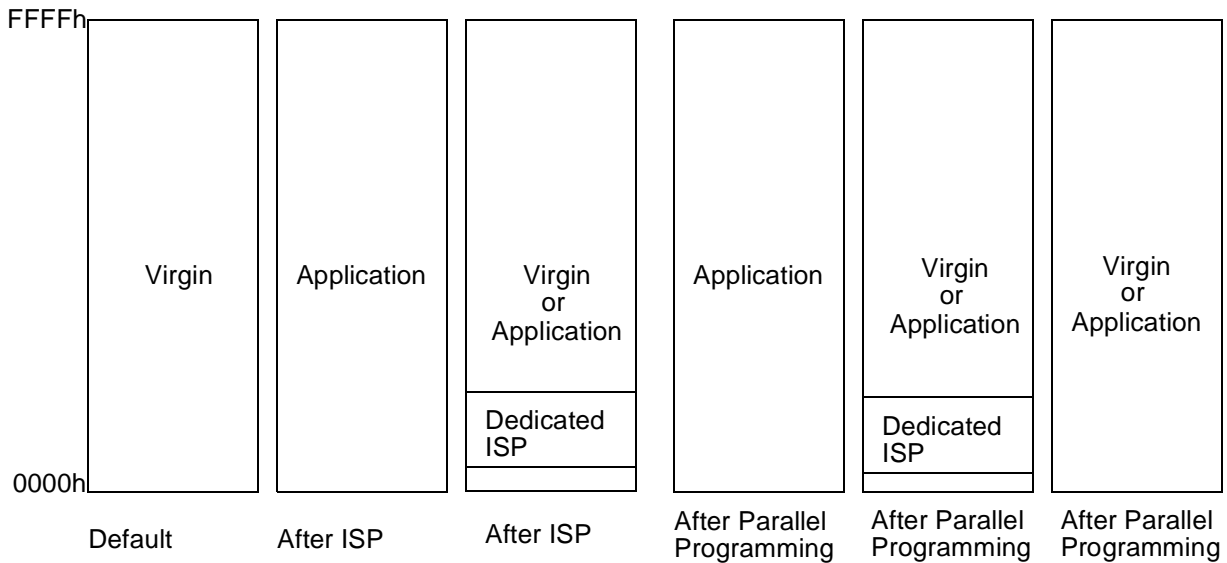 FFFFh
Virgin
Application
Virgin
or
Application
Application
Virgin
or
Application
Virgin
or
Application
Dedicated
ISP
Dedicated
ISP
0000h
Default
After ISP
After ISP
After Parallel
Programming
After Parallel
Programming
After Parallel
Programming